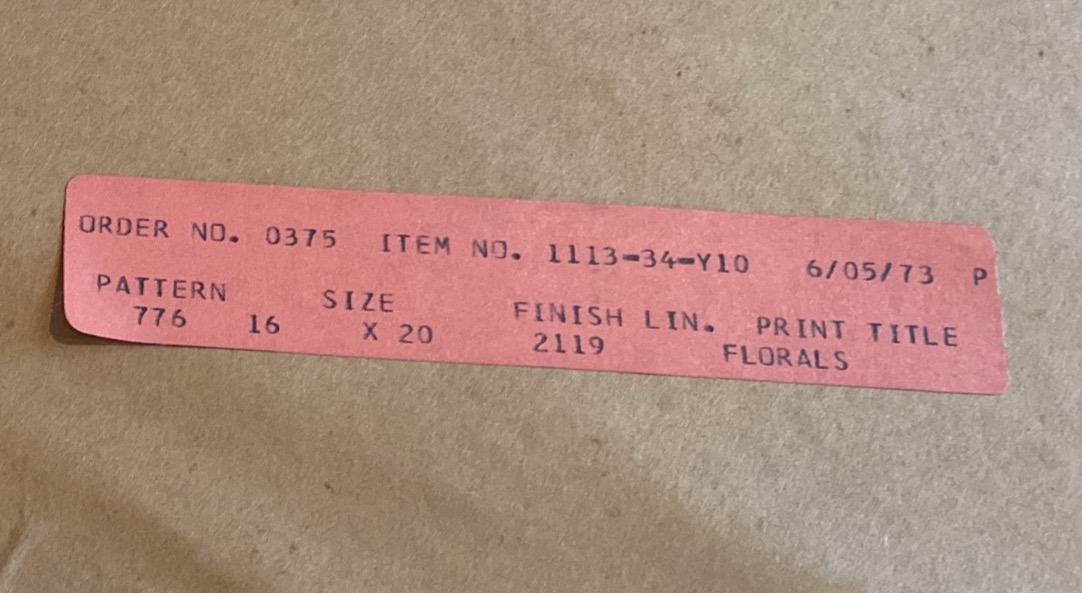 ORDER NO. 0375 ITEM NO. 1113-34-Y10 6/05/73 P
PATTERN SIZE FINISH LIN. PRINT TITLE
776 16 X 20 2119 FLORALS